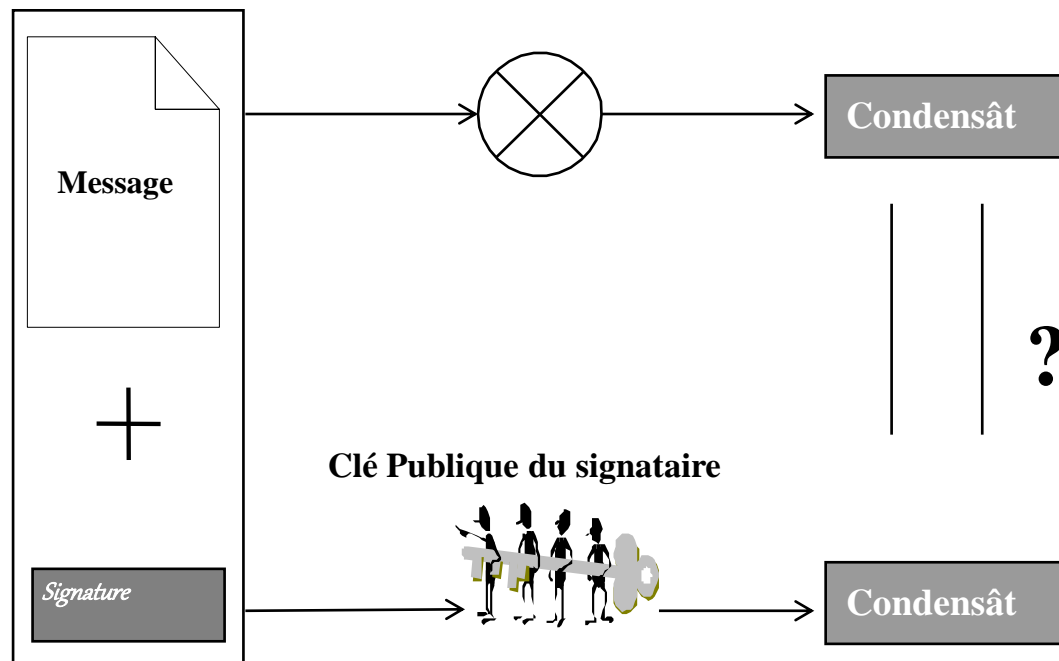 Message
Condensât
?
Clé Publique du signataire
Signature
Condensât